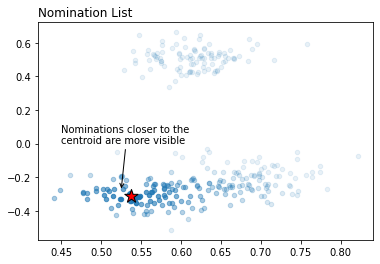 Nomination List
0.6
0.4
0.2
0.0
−0.2
−0.4
Nominations closer to the
centroid are more visible
0.45 0.50 0.55 0.60 0.65 0.70 0.75 0.80